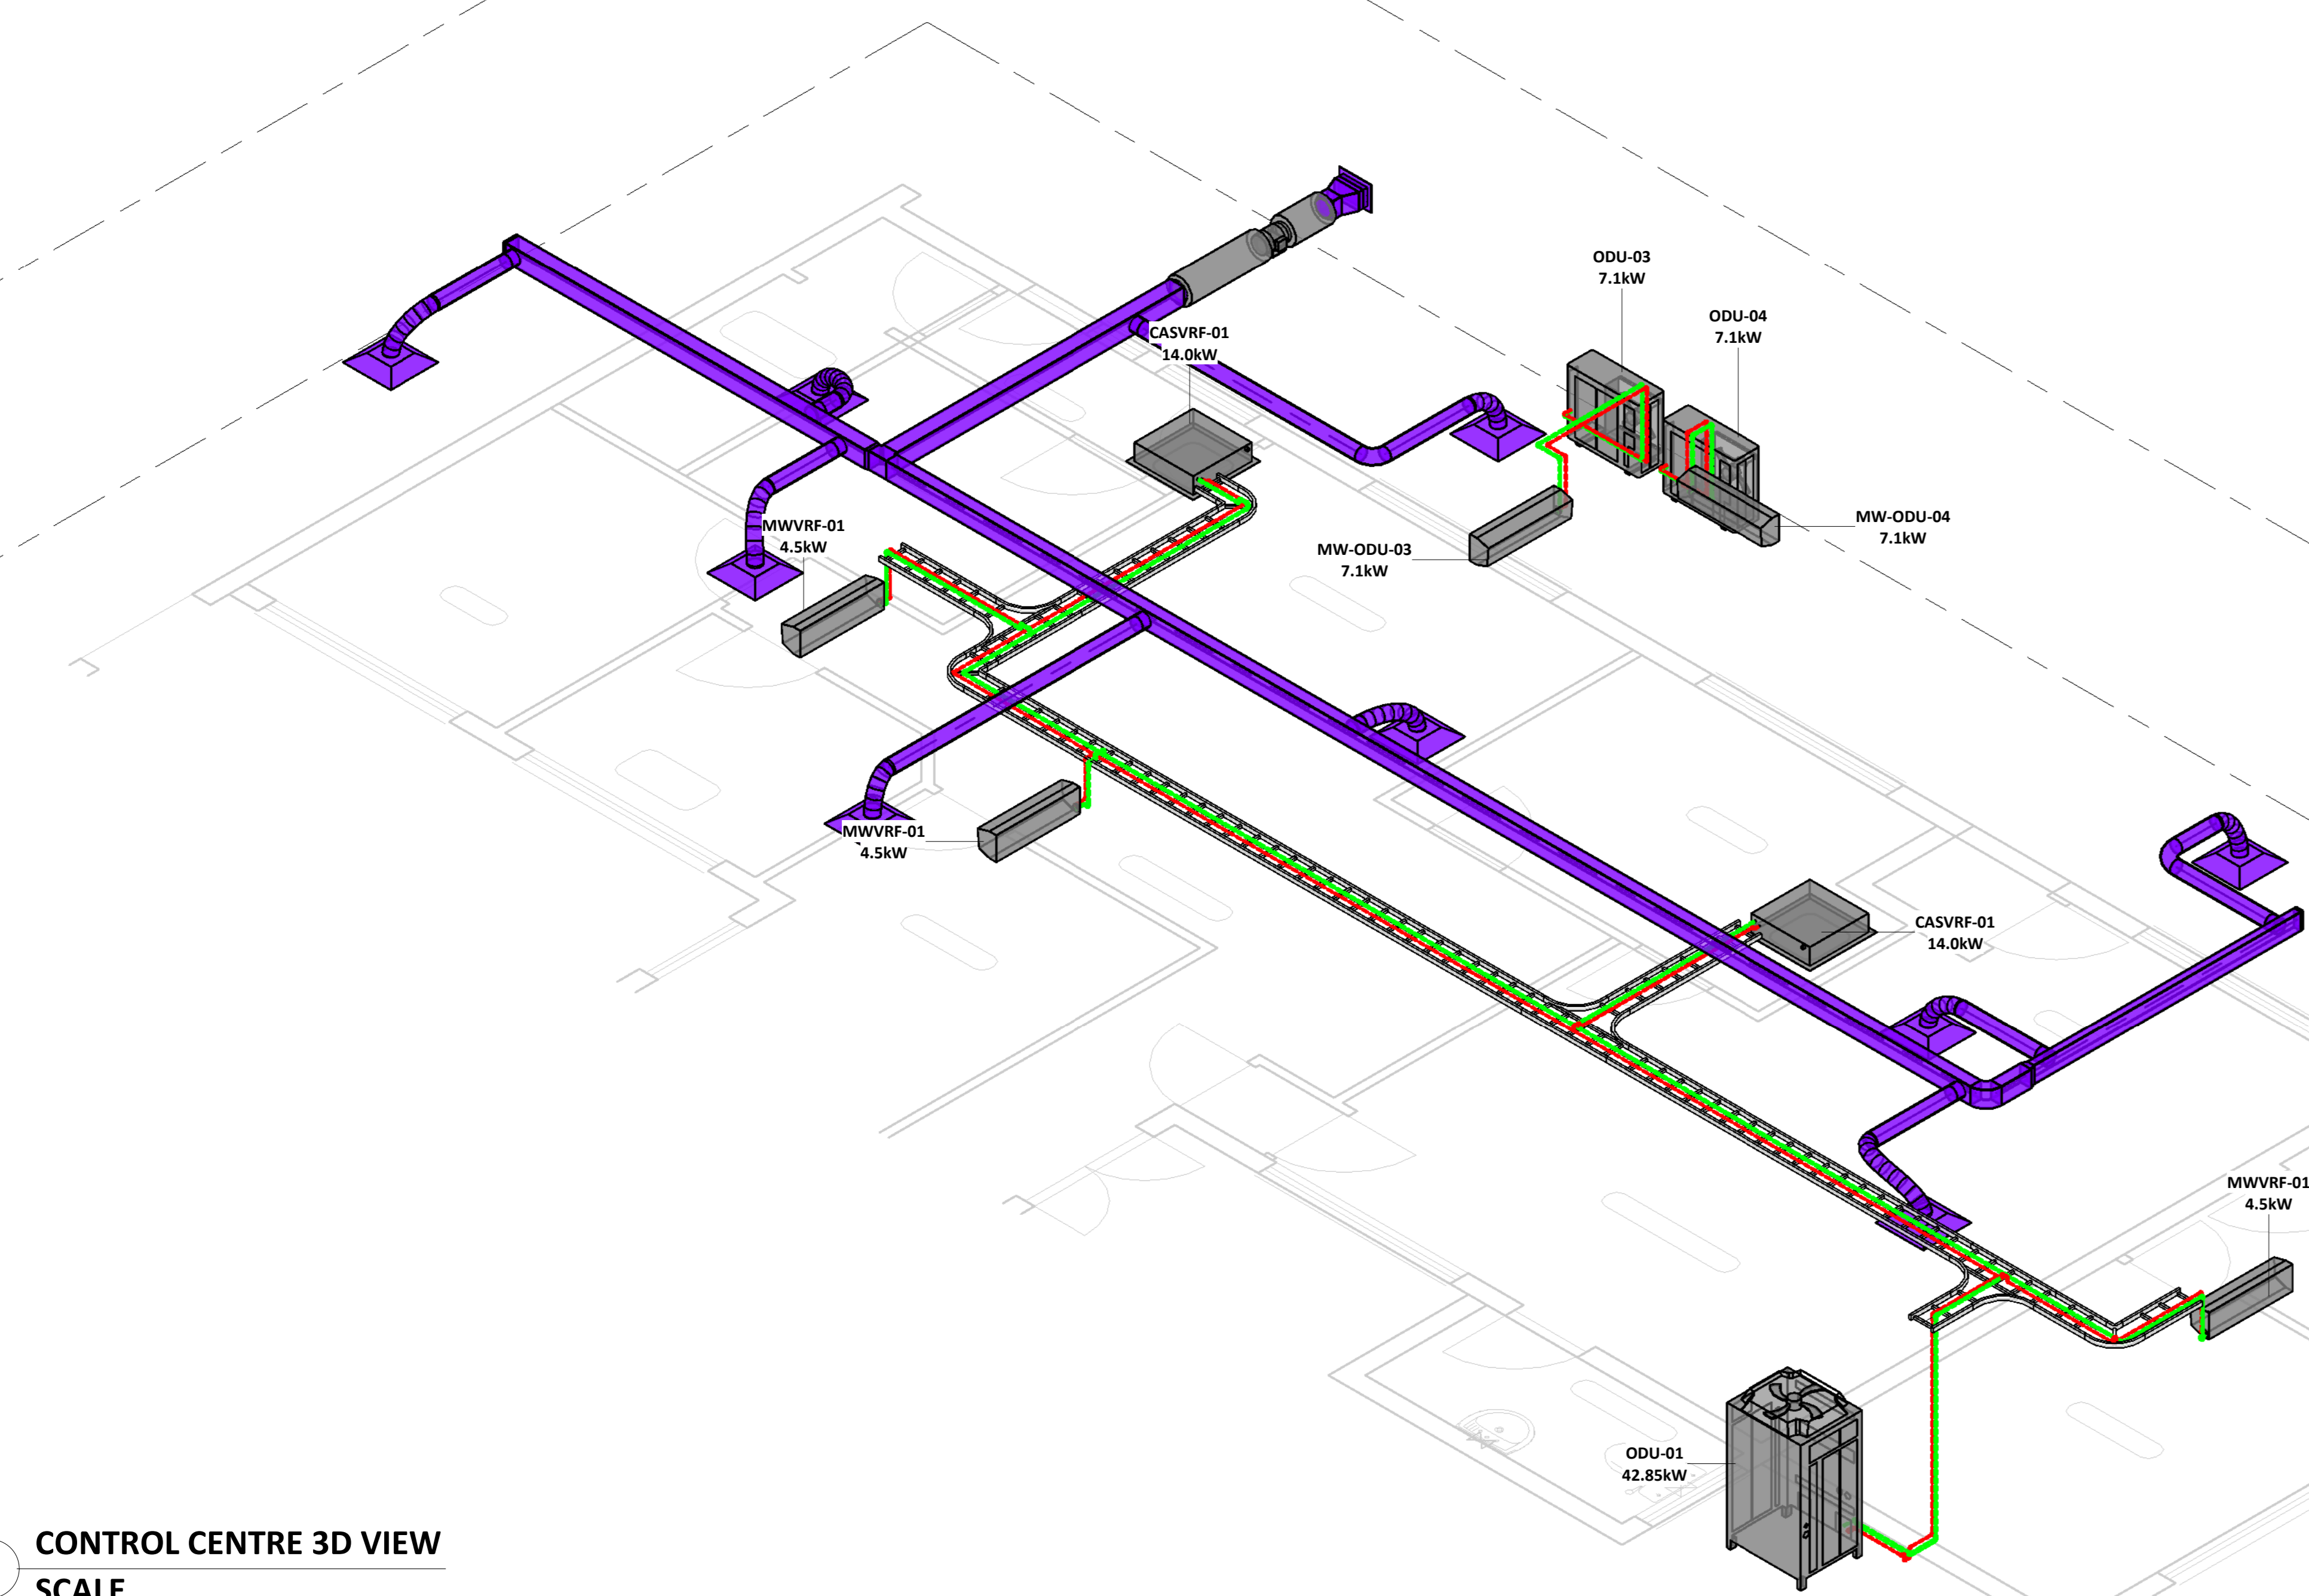 ODU-03
7.1kW
ODU-04
7.1kW
CASVRF-01
14.0kW
MWVRF-01
4.5kW
MW-ODU-03
7.1kW
MW-ODU-04
7.1kW
MWVRF-01
4.5kW
CASVRF-01
14.0kW
MWVRF-01
4.5kW
ODU-01
42.85kW
CONTROL CENTRE 3D VIEW
SCALE